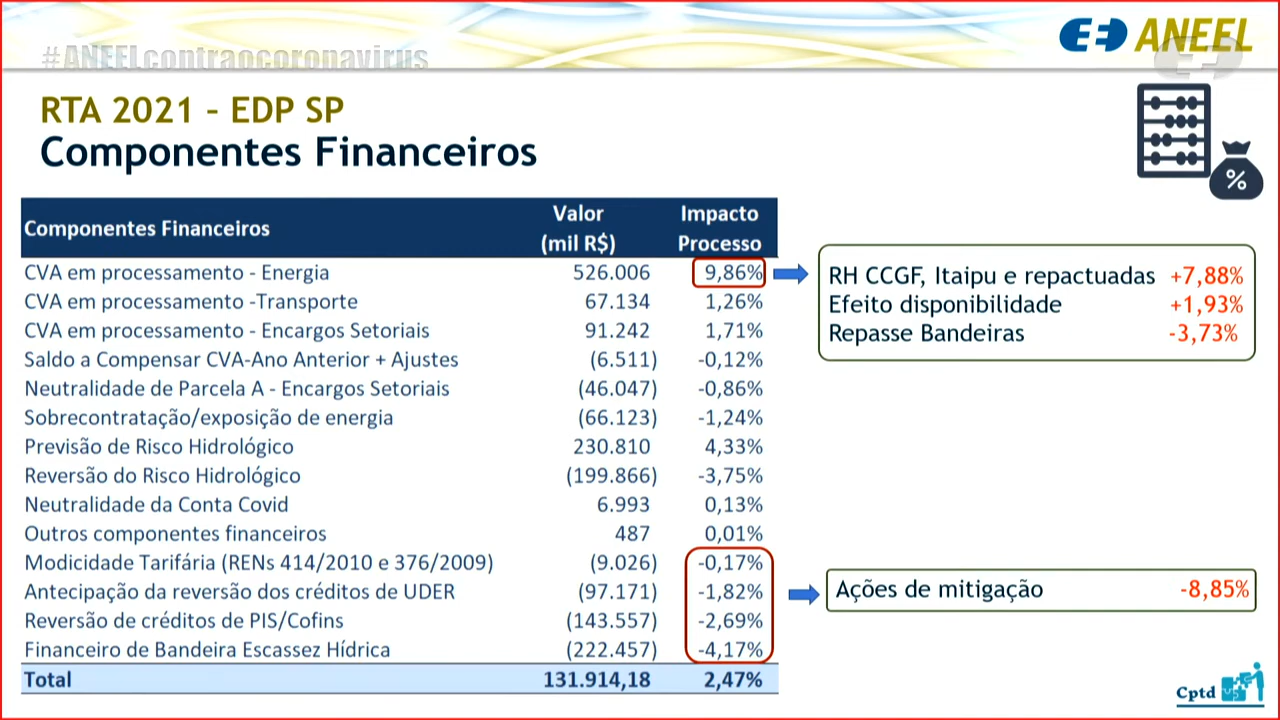 #ANEELcontraocoronavirus
ANEEL
RTA 2021 – EDP SP
Componentes Financeiros
Componentes Financeiros Valor (mil R$) Impacto Processo
CVA em processamento - Energia 526.006 9,86%
CVA em processamento -Transporte 67.134 1,26%
CVA em processamento - Encargos Setoriais 91.242 1,71%
Saldo a Compensar CVA-Ano Anterior + Ajustes (6.511) -0,12%
Neutralidade de Parcela A - Encargos Setoriais (46.047) -0,86%
Sobrecontratação/exposição de energia (66.123) -1,24%
Previsão de Risco Hidrológico 230.810 4,33%
Reversão do Risco Hidrológico (199.866) -3,75%
Neutralidade da Conta Covid 6.993 0,13%
Outros componentes financeiros 487 0,01%
Modicidade Tarifária (RENs 414/2010 e 376/2009) (9.026) -0,17%
Antecipação da reversão dos créditos de UDER (97.171) -1,82%
Reversão de créditos de PIS/Cofins (143.557) -2,69%
Financeiro de Bandeira Escassez Hídrica (222.457) -4,17%
Total 131.914,18 2,47%
RH CCGF, Itaipu e repactuadas +7,88%
Efeito disponibilidade +1,93%
Repasse Bandeiras -3,73%
Ações de mitigação -8,85%
%
Cptd